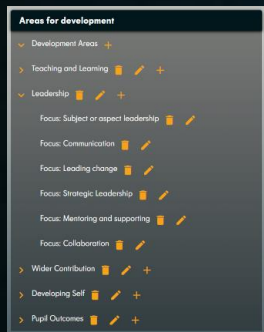 Areas for development
Development Areas
Teaching and Learning
Leadership
Focus: Subject or aspect leadership
Focus: Communication
Focus: Leading change
Focus: Strategic Leadership
Focus: Mentoring and supporting
Focus: Collaboration
Wider Contribution
Developing Self
Pupil Outcomes